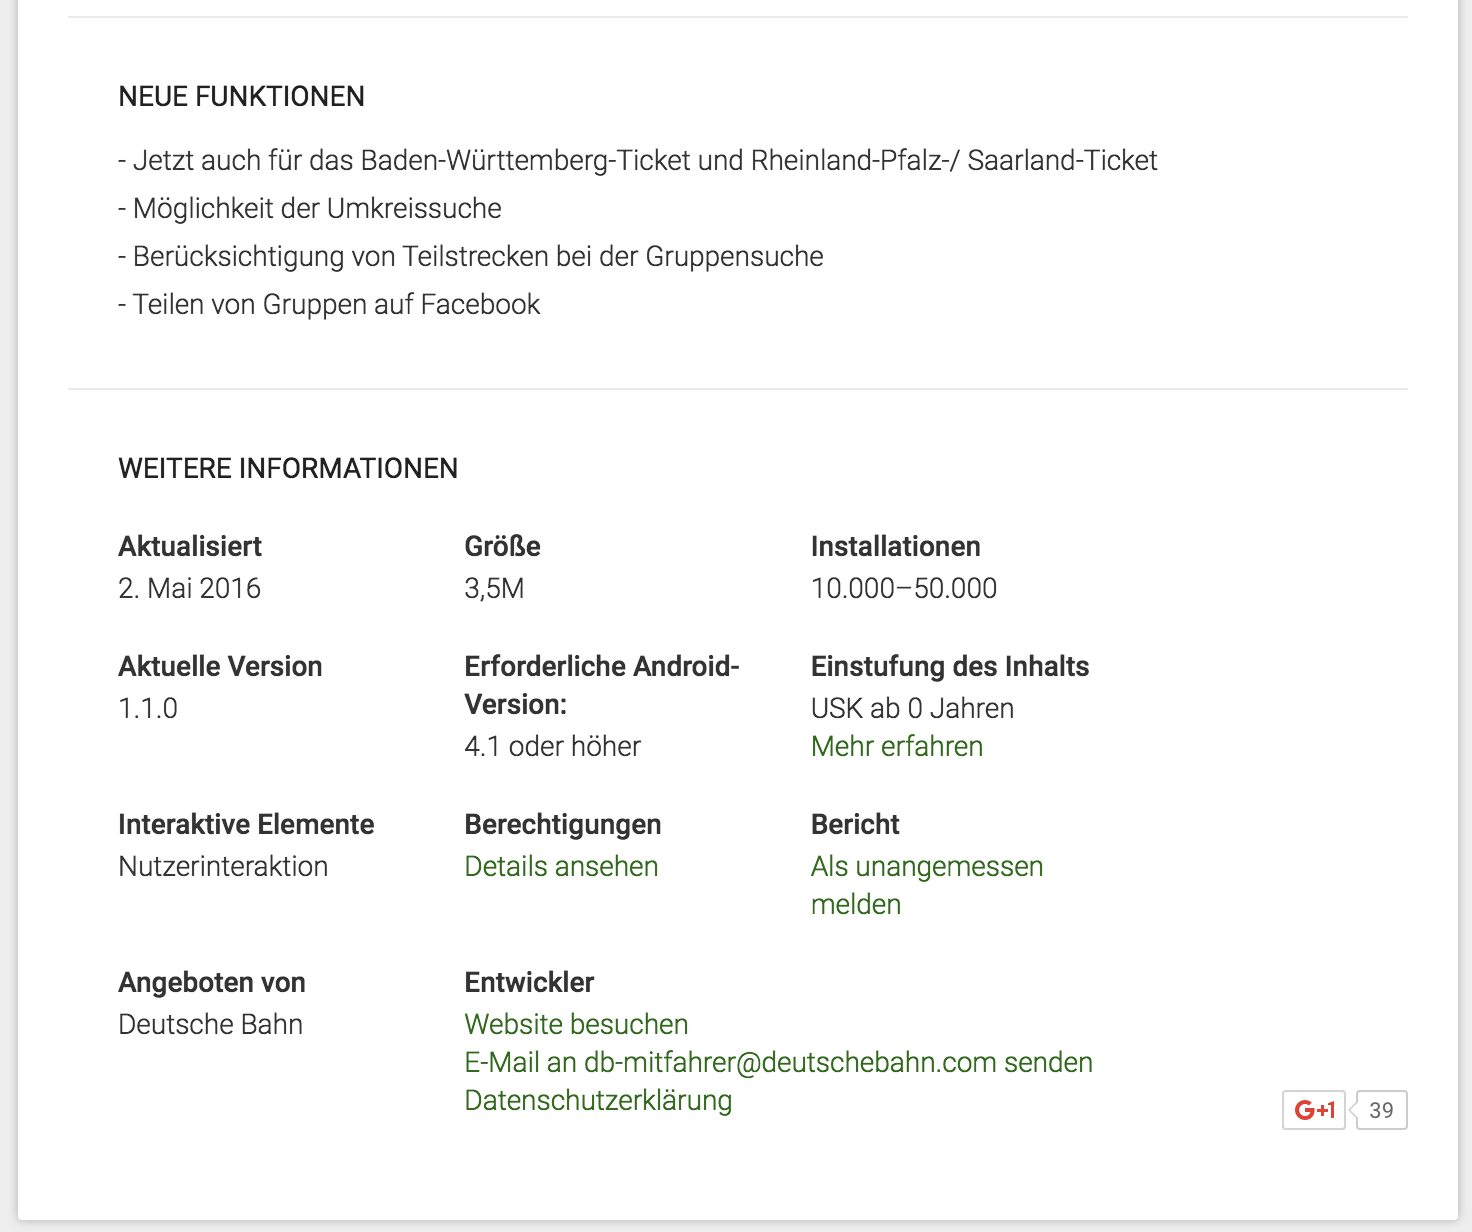 NEUE FUNKTIONEN
- Jetzt auch für das Baden-Württemberg-Ticket und Rheinland-Pfalz-/ Saarland-Ticket
- Möglichkeit der Umkreissuche
- Berücksichtigung von Teilstrecken bei der Gruppensuche
- Teilen von Gruppen auf Facebook
WEITERE INFORMATIONEN
Aktualisiert
2. Mai 2016
Größe
3,5M
Installationen
10.000–50.000
Aktuelle Version
1.1.0
Erforderliche Android-
Version:
4.1 oder höher
Einstufung des Inhalts
USK ab 0 Jahren
Mehr erfahren
Interaktive Elemente
Nutzerinteraktion
Berechtigungen
Details ansehen
Bericht
Als unangemessen
melden
Angeboten von
Deutsche Bahn
Entwickler
Website besuchen
E-Mail an db-mitfahrer@deutschebahn.com senden
Datenschutzerklärung
G+1
39